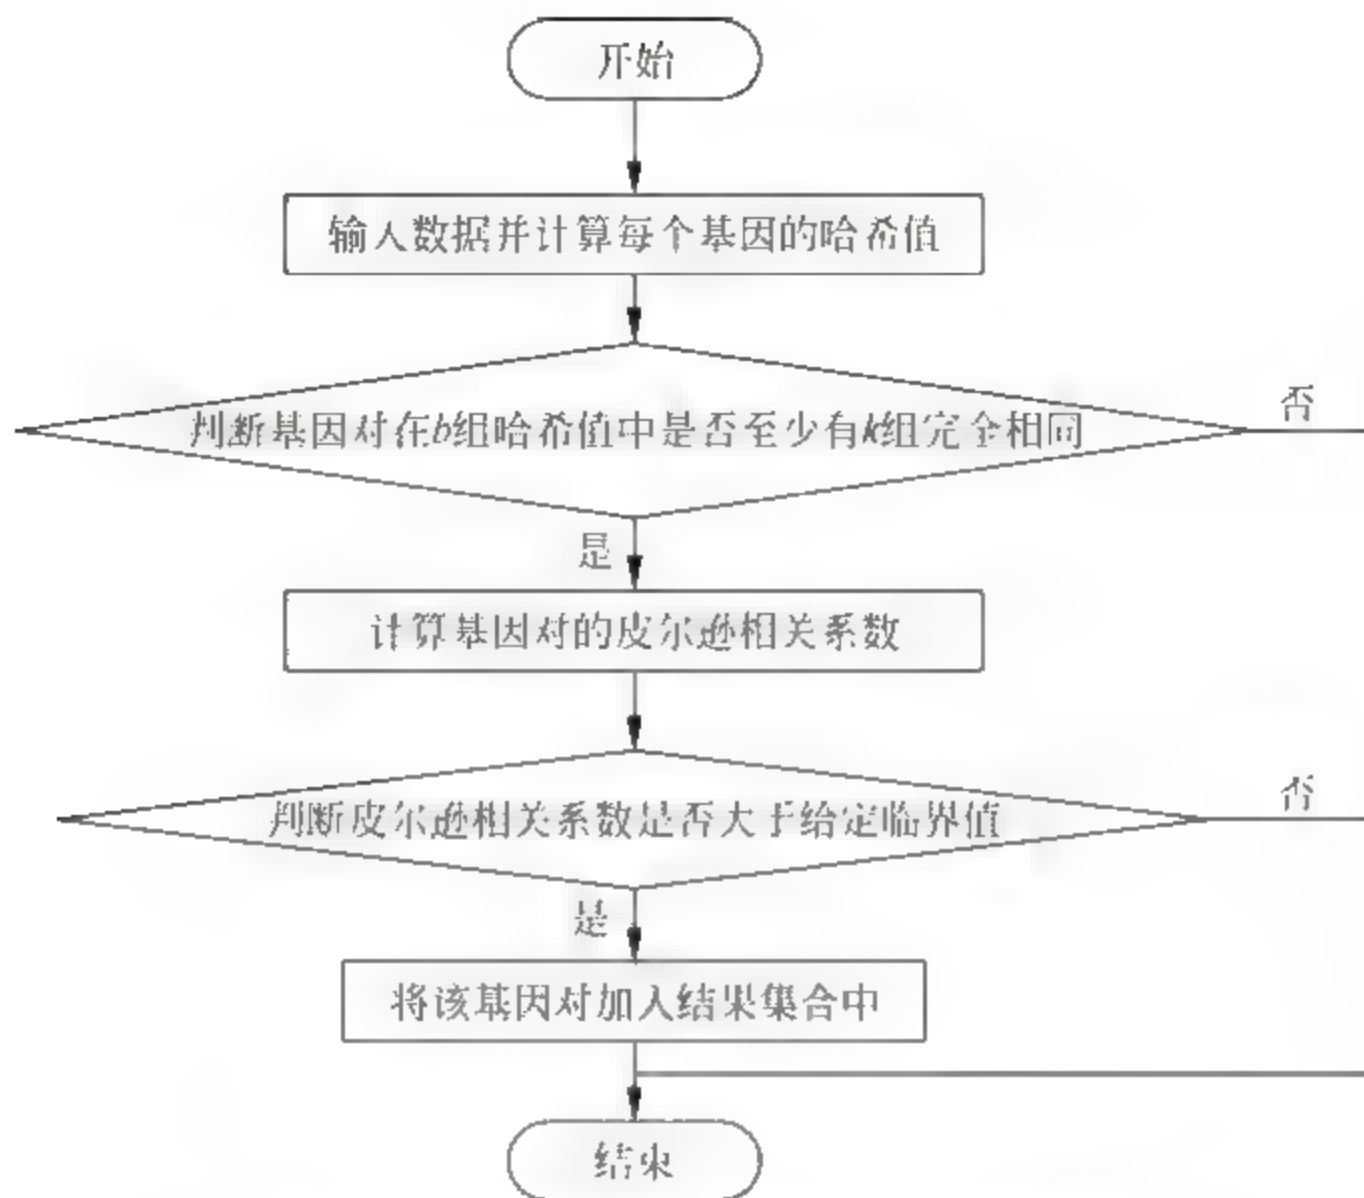 开始
输入数据并计算每个基因的哈希值
判断基因对在b组哈希值中是否至少有k组完全相同
否
是
计算基因对的皮尔逊相关系数
判断皮尔逊相关系数是否大于给定临界值
否
是
将该基因对加入结果集合中
结束